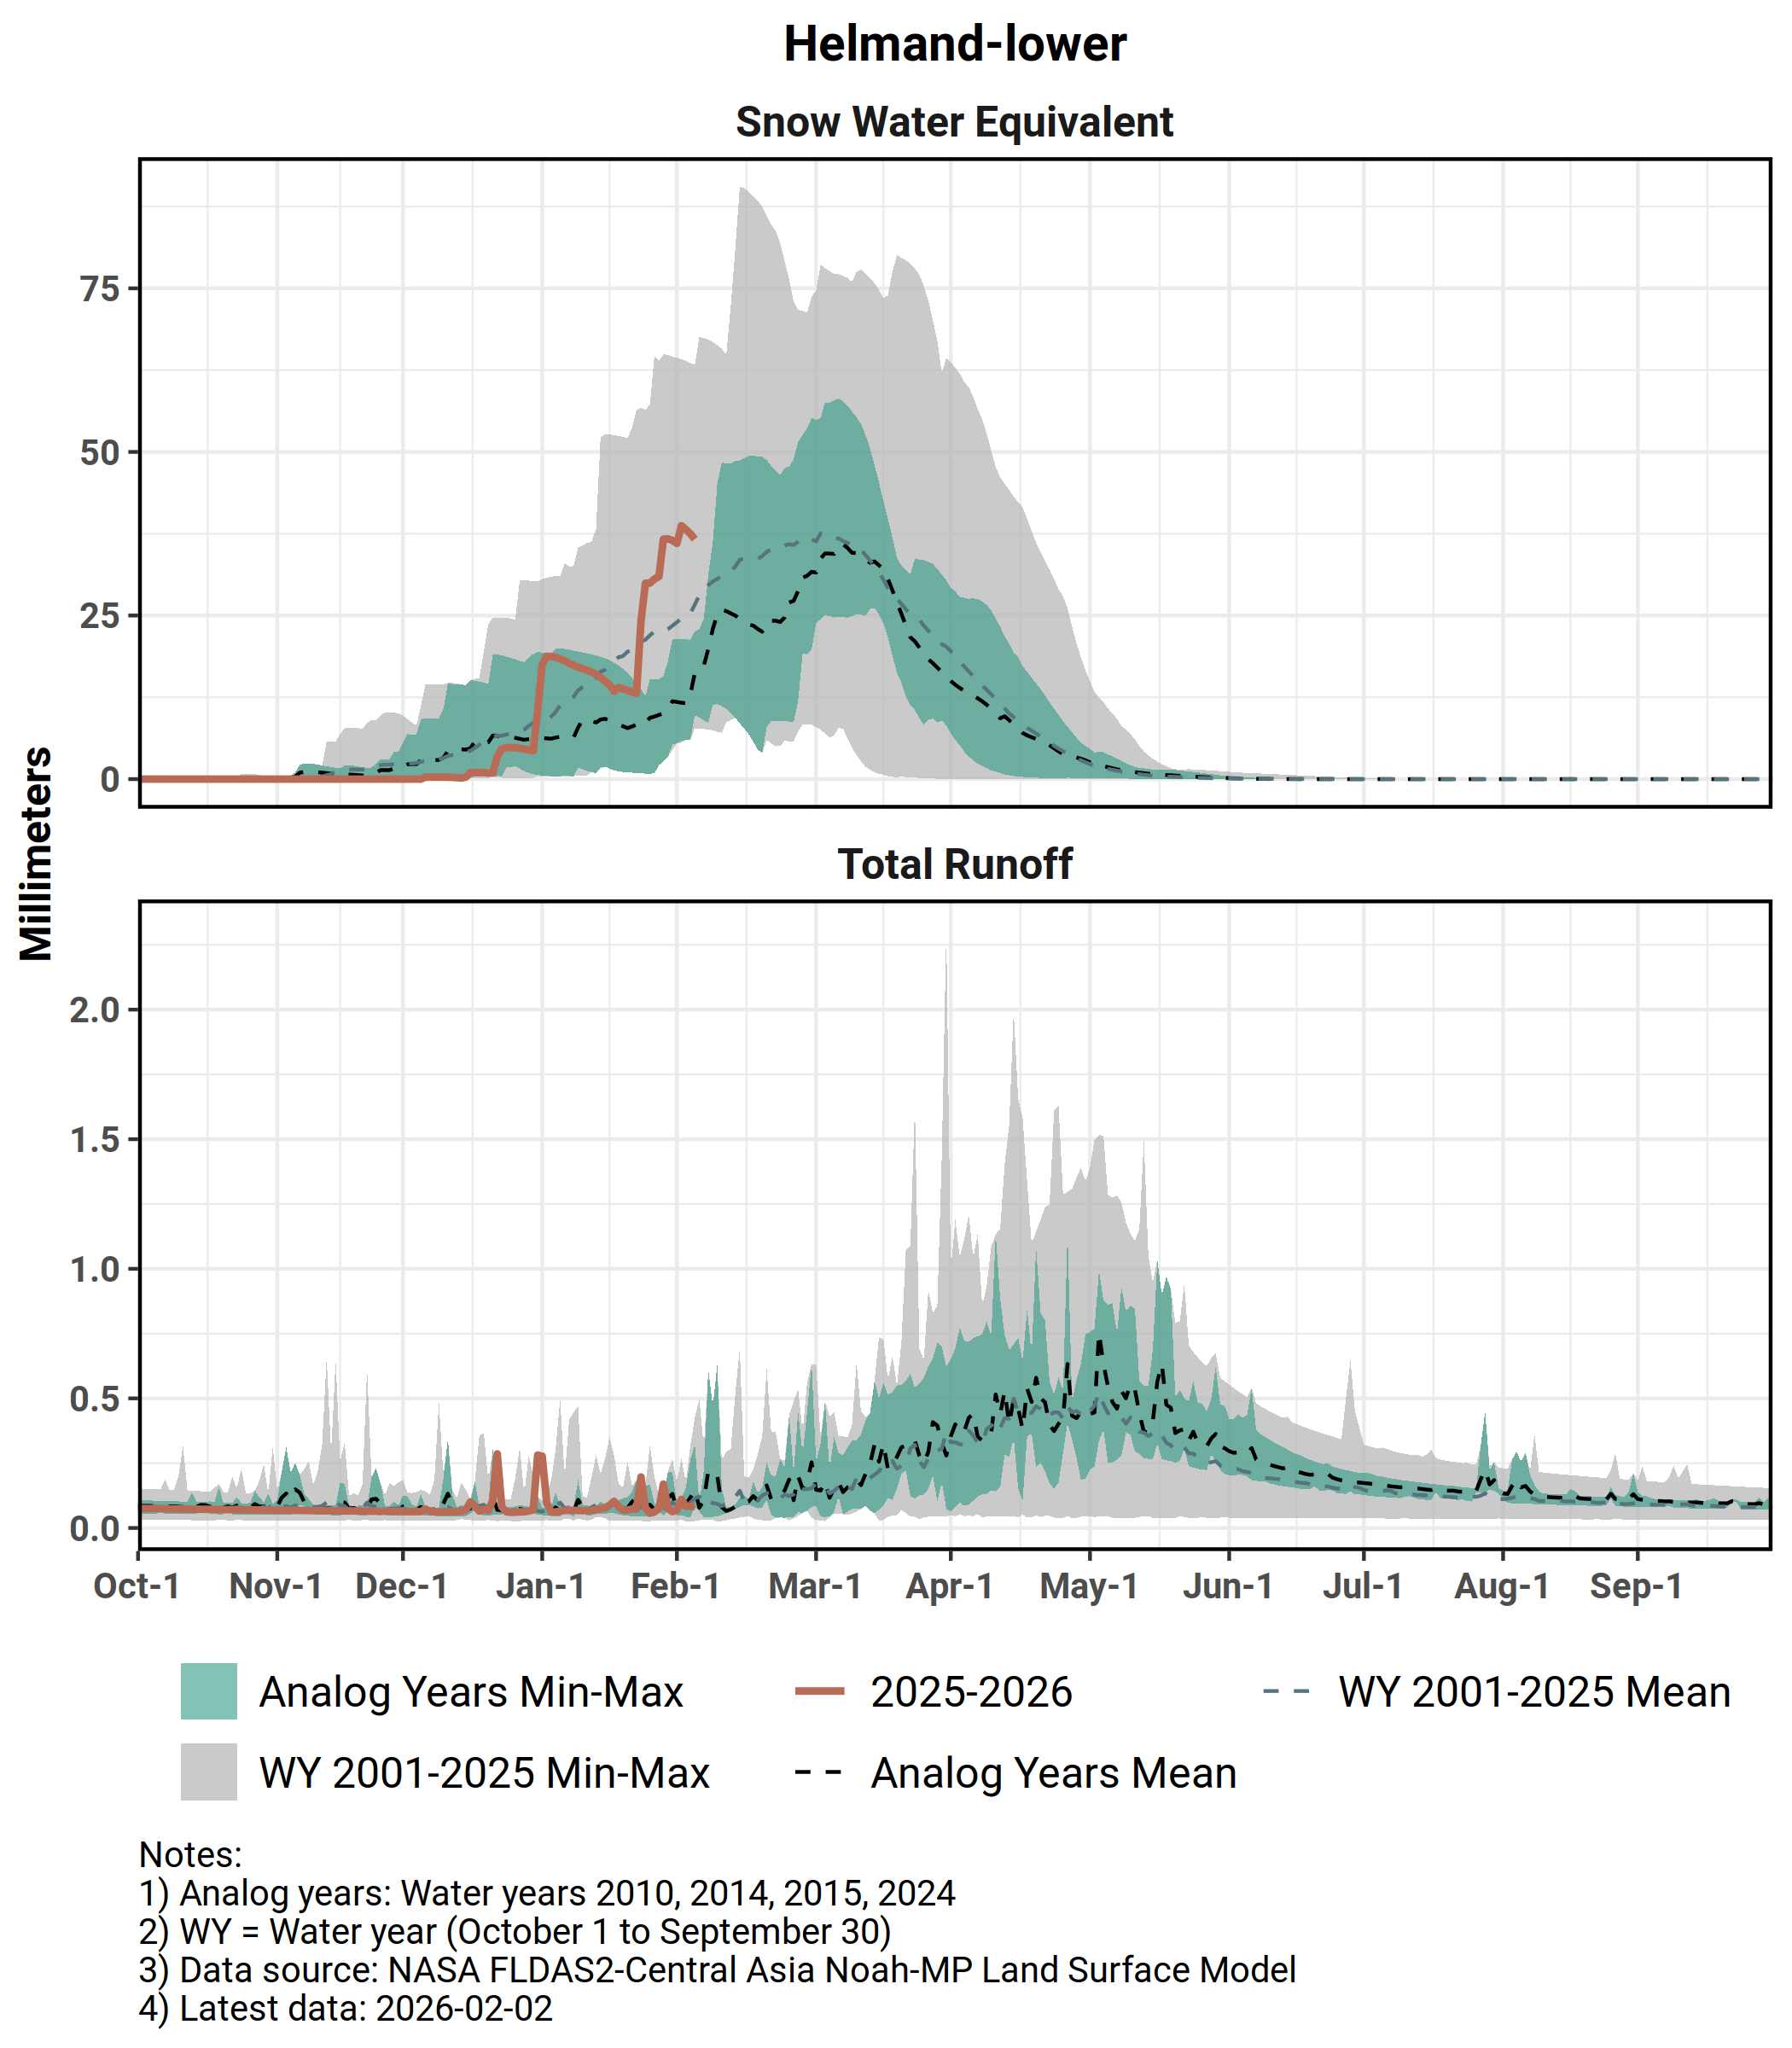 Helmand-lower
Snow Water Equivalent
75
50
25
0
Millimeters
Total Runoff
2.0
1.5
1.0
0.5
0.0
Oct-1 Nov-1 Dec-1 Jan-1 Feb-1 Mar-1 Apr-1 May-1 Jun-1 Jul-1 Aug-1 Sep-1
Analog Years Min-Max 2025-2026 WY 2001-2025 Mean
WY 2001-2025 Min-Max Analog Years Mean
Notes:
1) Analog years: Water years 2010, 2014, 2015, 2024
2) WY = Water year (October 1 to September 30)
3) Data source: NASA FLDAS2-Central Asia Noah-MP Land Surface Model
4) Latest data: 2026-02-02